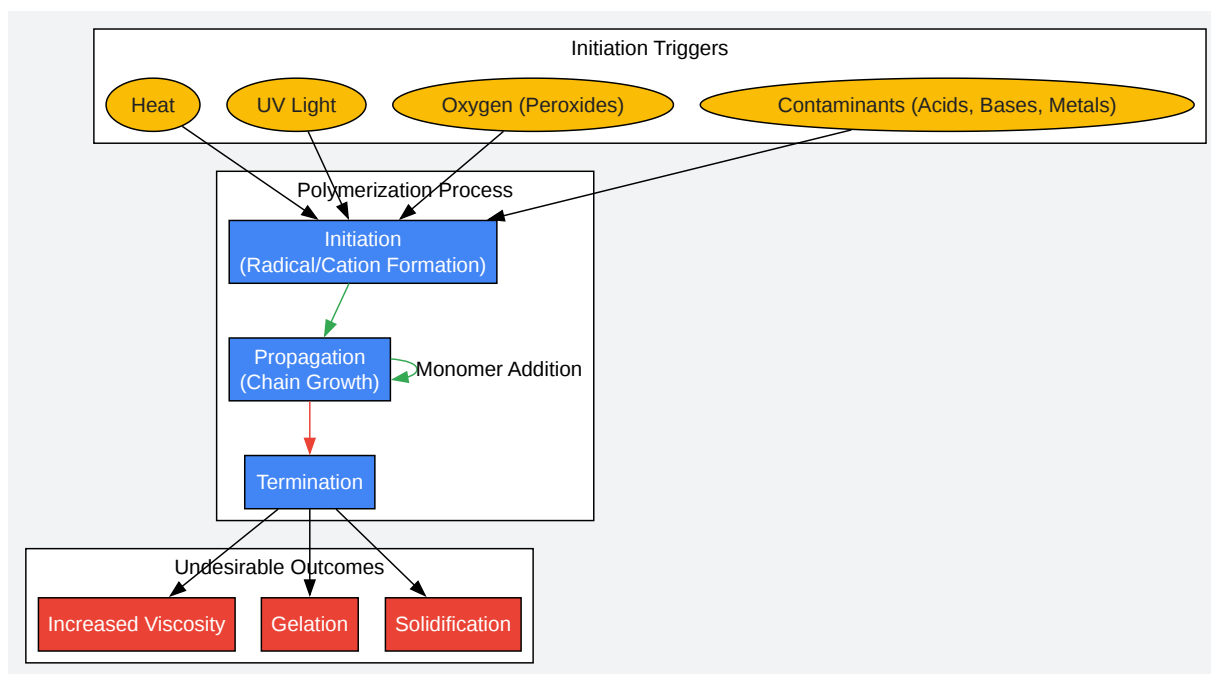 Initiation Triggers
Heat
UV Light
Oxygen (Peroxides)
Contaminants (Acids, Bases, Metals)
Polymerization Process
Initiation
(Radical/Cation Formation)
Propagation
(Chain Growth)
Monomer Addition
Termination
Undesirable Outcomes
Increased Viscosity
Gelation
Solidification